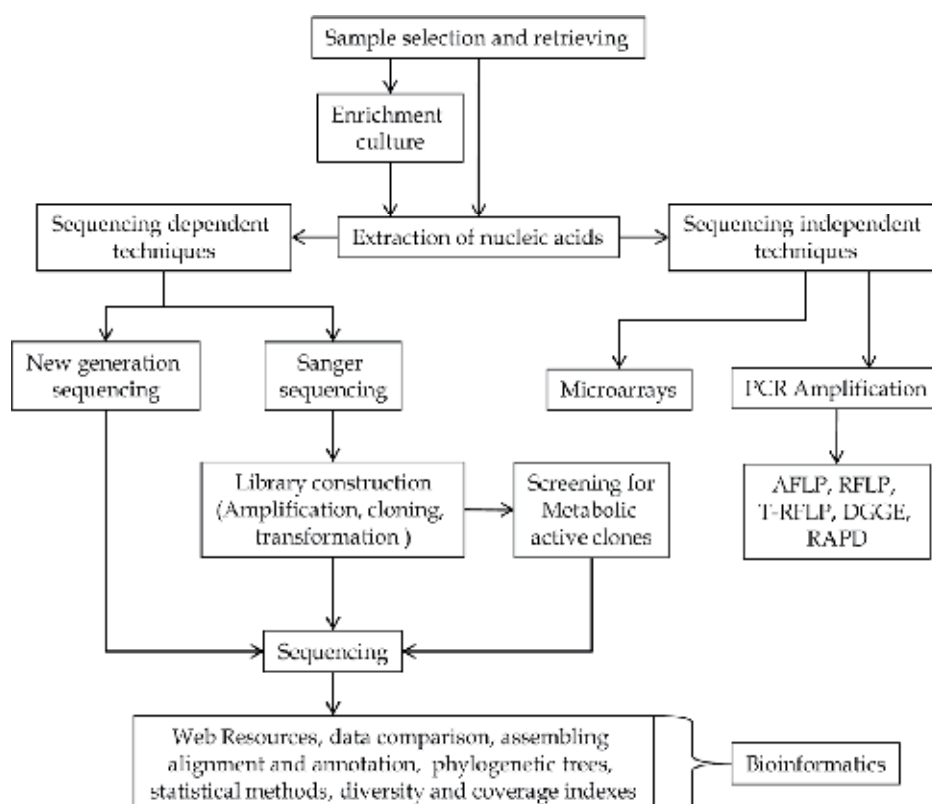 Sample selection and retrieving
Enrichment
culture
Sequencing dependent
techniques
Extraction of nucleic acids
Sequencing independent
techniques
New generation
sequencing
Sanger
sequencing
Microarrays
PCR Amplification
Library construction
(Amplification, cloning,
transformation )
Screening for
Metabolic
active clones
AFLP, RFLP,
T-RFLP, DGGE,
RAPD
Sequencing
Web Resources, data comparison, assembling
alignment and annotation, phylogenetic trees,
statistical methods, diversity and coverage indexes
Bioinformatics